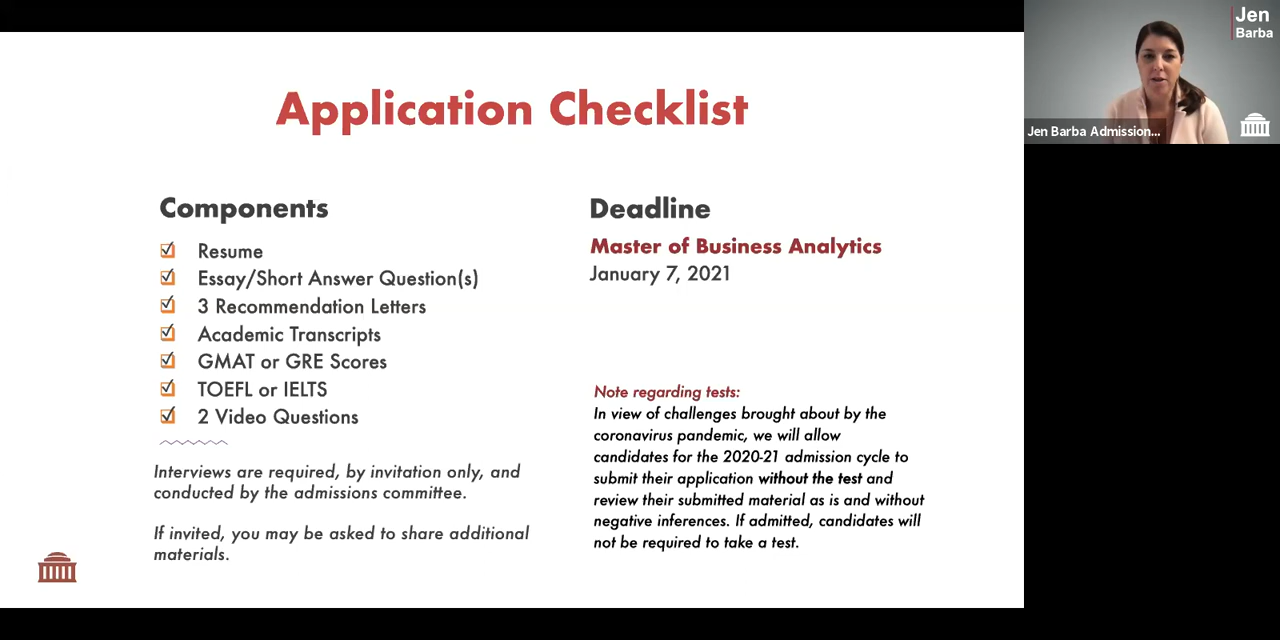 Application Checklist
Components
Resume
Essay/Short Answer Question(s)
3 Recommendation Letters
Academic Transcripts
GMAT or GRE Scores
TOEFL or IELTS
2 Video Questions
Interviews are required, by invitation only, and
conducted by the admissions committee.
If invited, you may be asked to share additional
materials.
Deadline
Master of Business Analytics
January 7, 2021
Note regarding tests:
In view of challenges brought about by the
coronavirus pandemic, we will allow
candidates for the 2020-21 admission cycle to
submit their application without the test and
review their submitted material as is and without
negative inferences. If admitted, candidates will
not be required to take a test.
Jen
Barba
Jen Barba Admission...